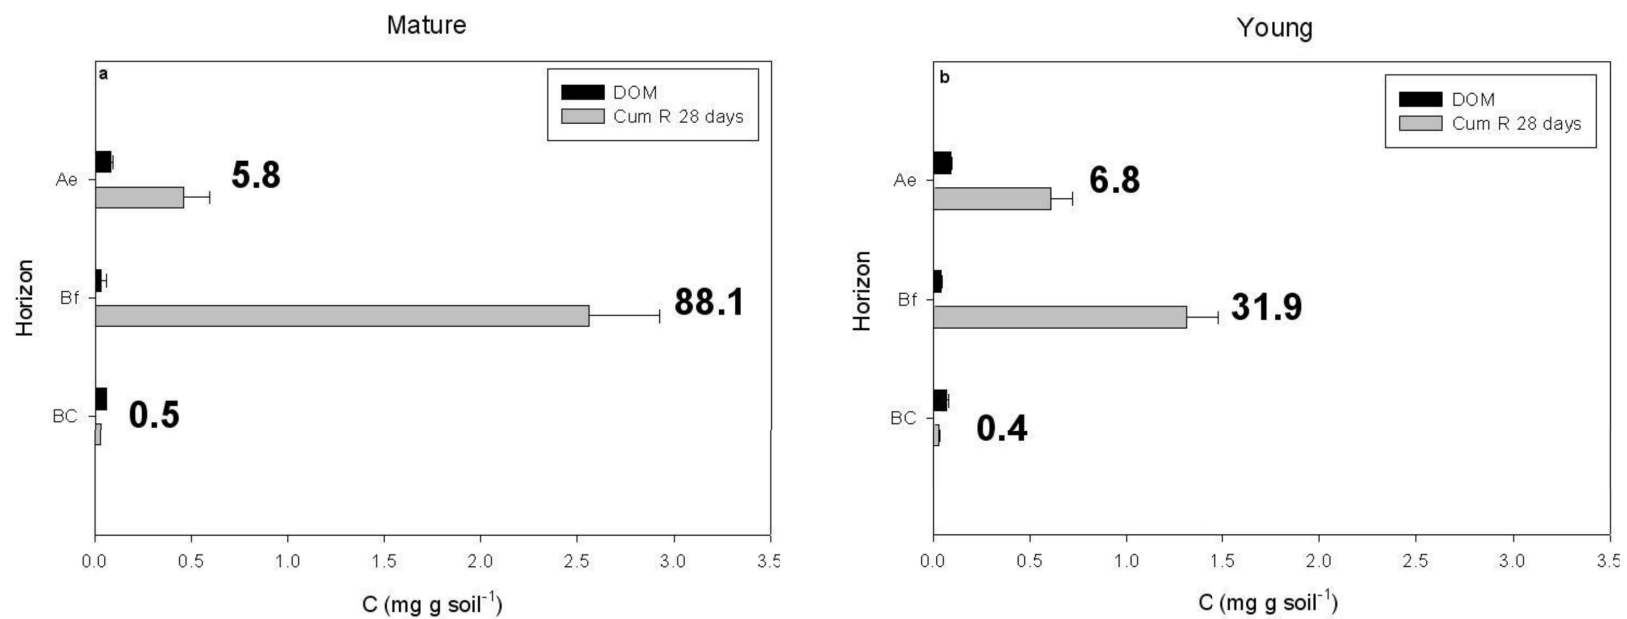 Mature
a
DOM
Cum R 28 days
Ae
5.8
Bf
88.1
BC
0.5
Horizon
0.0 0.5 1.0 1.5 2.0 2.5 3.0 3.5
C (mg g soil⁻¹)
Young
b
DOM
Cum R 28 days
Ae
6.8
Bf
31.9
BC
0.4
Horizon
0.0 0.5 1.0 1.5 2.0 2.5 3.0 3.5
C (mg g soil⁻¹)